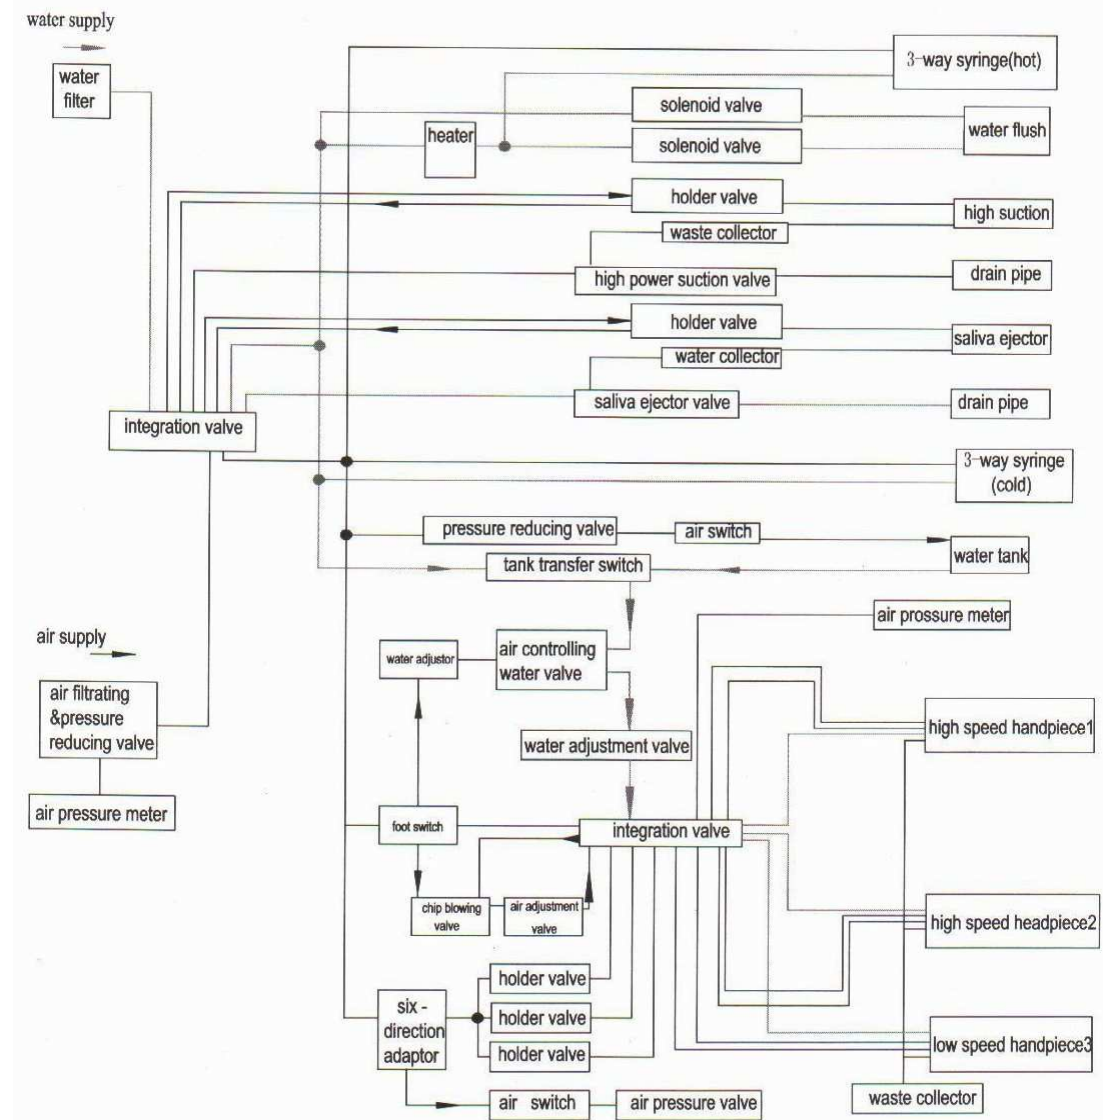 water supply
water
filter
3-way syringe(hot)
solenoid valve
water flush
heater
solenoid valve
holder valve
high suction
waste collector
high power suction valve
drain pipe
holder valve
saliva ejector
water collector
saliva ejector valve
drain pipe
integration valve
3-way syringe
(cold)
pressure reducing valve
air switch
water tank
tank transfer switch
air prossure meter
air supply
water adjustor
air controlling
water valve
air filtrating
&pressure
reducing valve
high speed handpiece1
water adjustment valve
air pressure meter
foot switch
integration valve
chip blowing
valve
air adjustment
valve
high speed headpiece2
holder valve
six -
direction
adaptor
holder valve
holder valve
low speed handpiece3
air switch
air pressure valve
waste collector